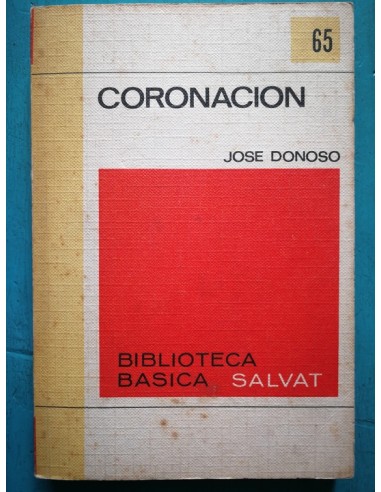 65
CORONACION
JOSE DONOSO
BIBLIOTECA
BASICA SALVAT